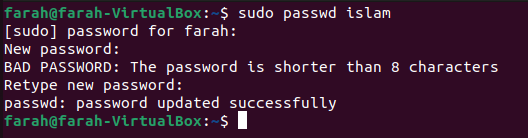 farah@farah-VirtualBox:~$ sudo passwd islam
[sudo] password for farah:
New password:
BAD PASSWORD: The password is shorter than 8 characters
Retype new password:
passwd: password updated successfully
farah@farah-VirtualBox:~$